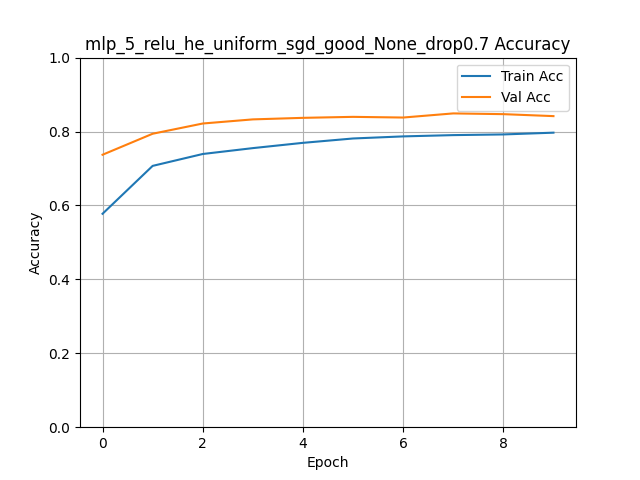 mlp_5_relu_he_uniform_sgd_good_None_drop0.7 Accuracy
Train Acc
Val Acc
1.0
0.8
0.6
0.4
0.2
0.0
Accuracy
0 2 4 6 8
Epoch